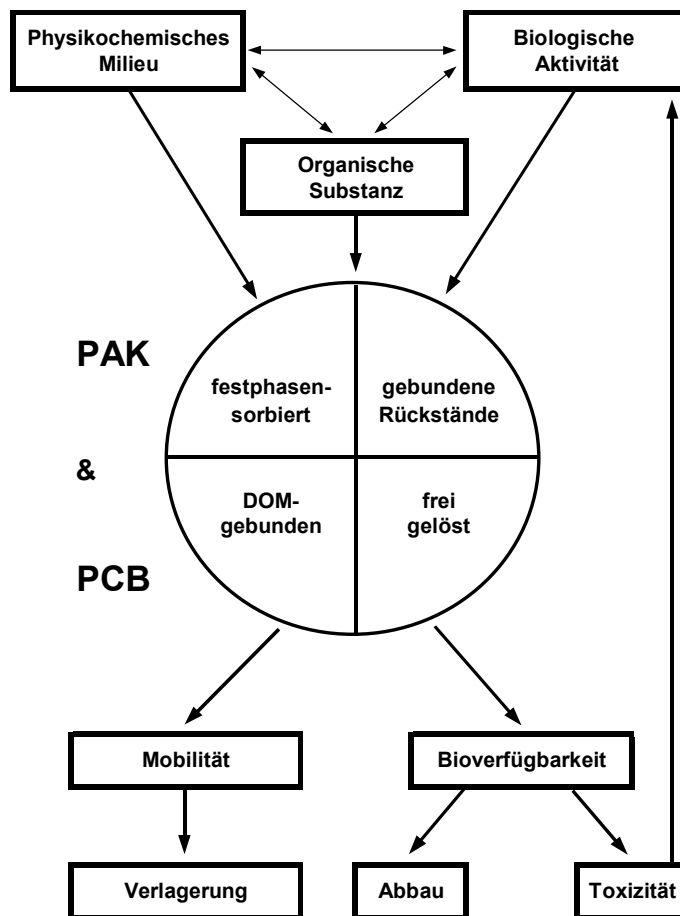 Physikochemisches
Milieu
Biologische
Aktivität
Organische
Substanz
PAK
&
PCB
festphasen-
sorbiert
gebundene
Rückstände
DOM-
gebunden
frei
gelöst
Mobilität
Bioverfügbarkeit
Verlagerung
Abbau
Toxizität